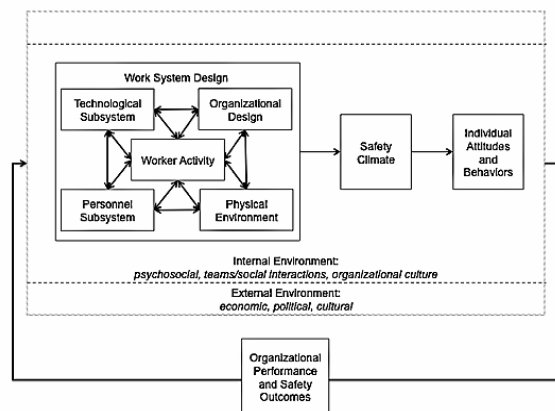 Work System Design
Technological
Subsystem
Organizational
Design
Worker Activity
Personnel
Subsystem
Physical
Environment
Safety
Climate
Individual
Attitudes
and
Behaviors
Internal Environment:
psychosocial, teams/social interactions, organizational culture
External Environment:
economic, political, cultural
Organizational
Performance
and Safety
Outcomes